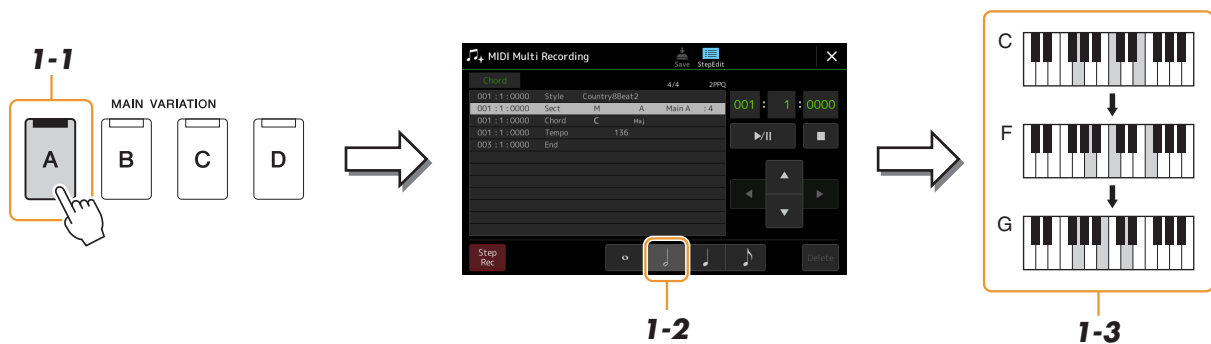 1-1
MAIN VARIATION
A
B
C
D
MIDI Multi Recording
Save
StepEdit
Chord
4/4
2PPQ
001 : 1 : 0000 Style Country8Beat2
001 : 1 : 0000 Sect M A Main A : 4
001 : 1 : 0000 Chord C Maj
001 : 1 : 0000 Tempo 136
003 : 1 : 0000 End
001 : 1 : 0000
Step
Rec
Delete
1-2
C
F
G
1-3